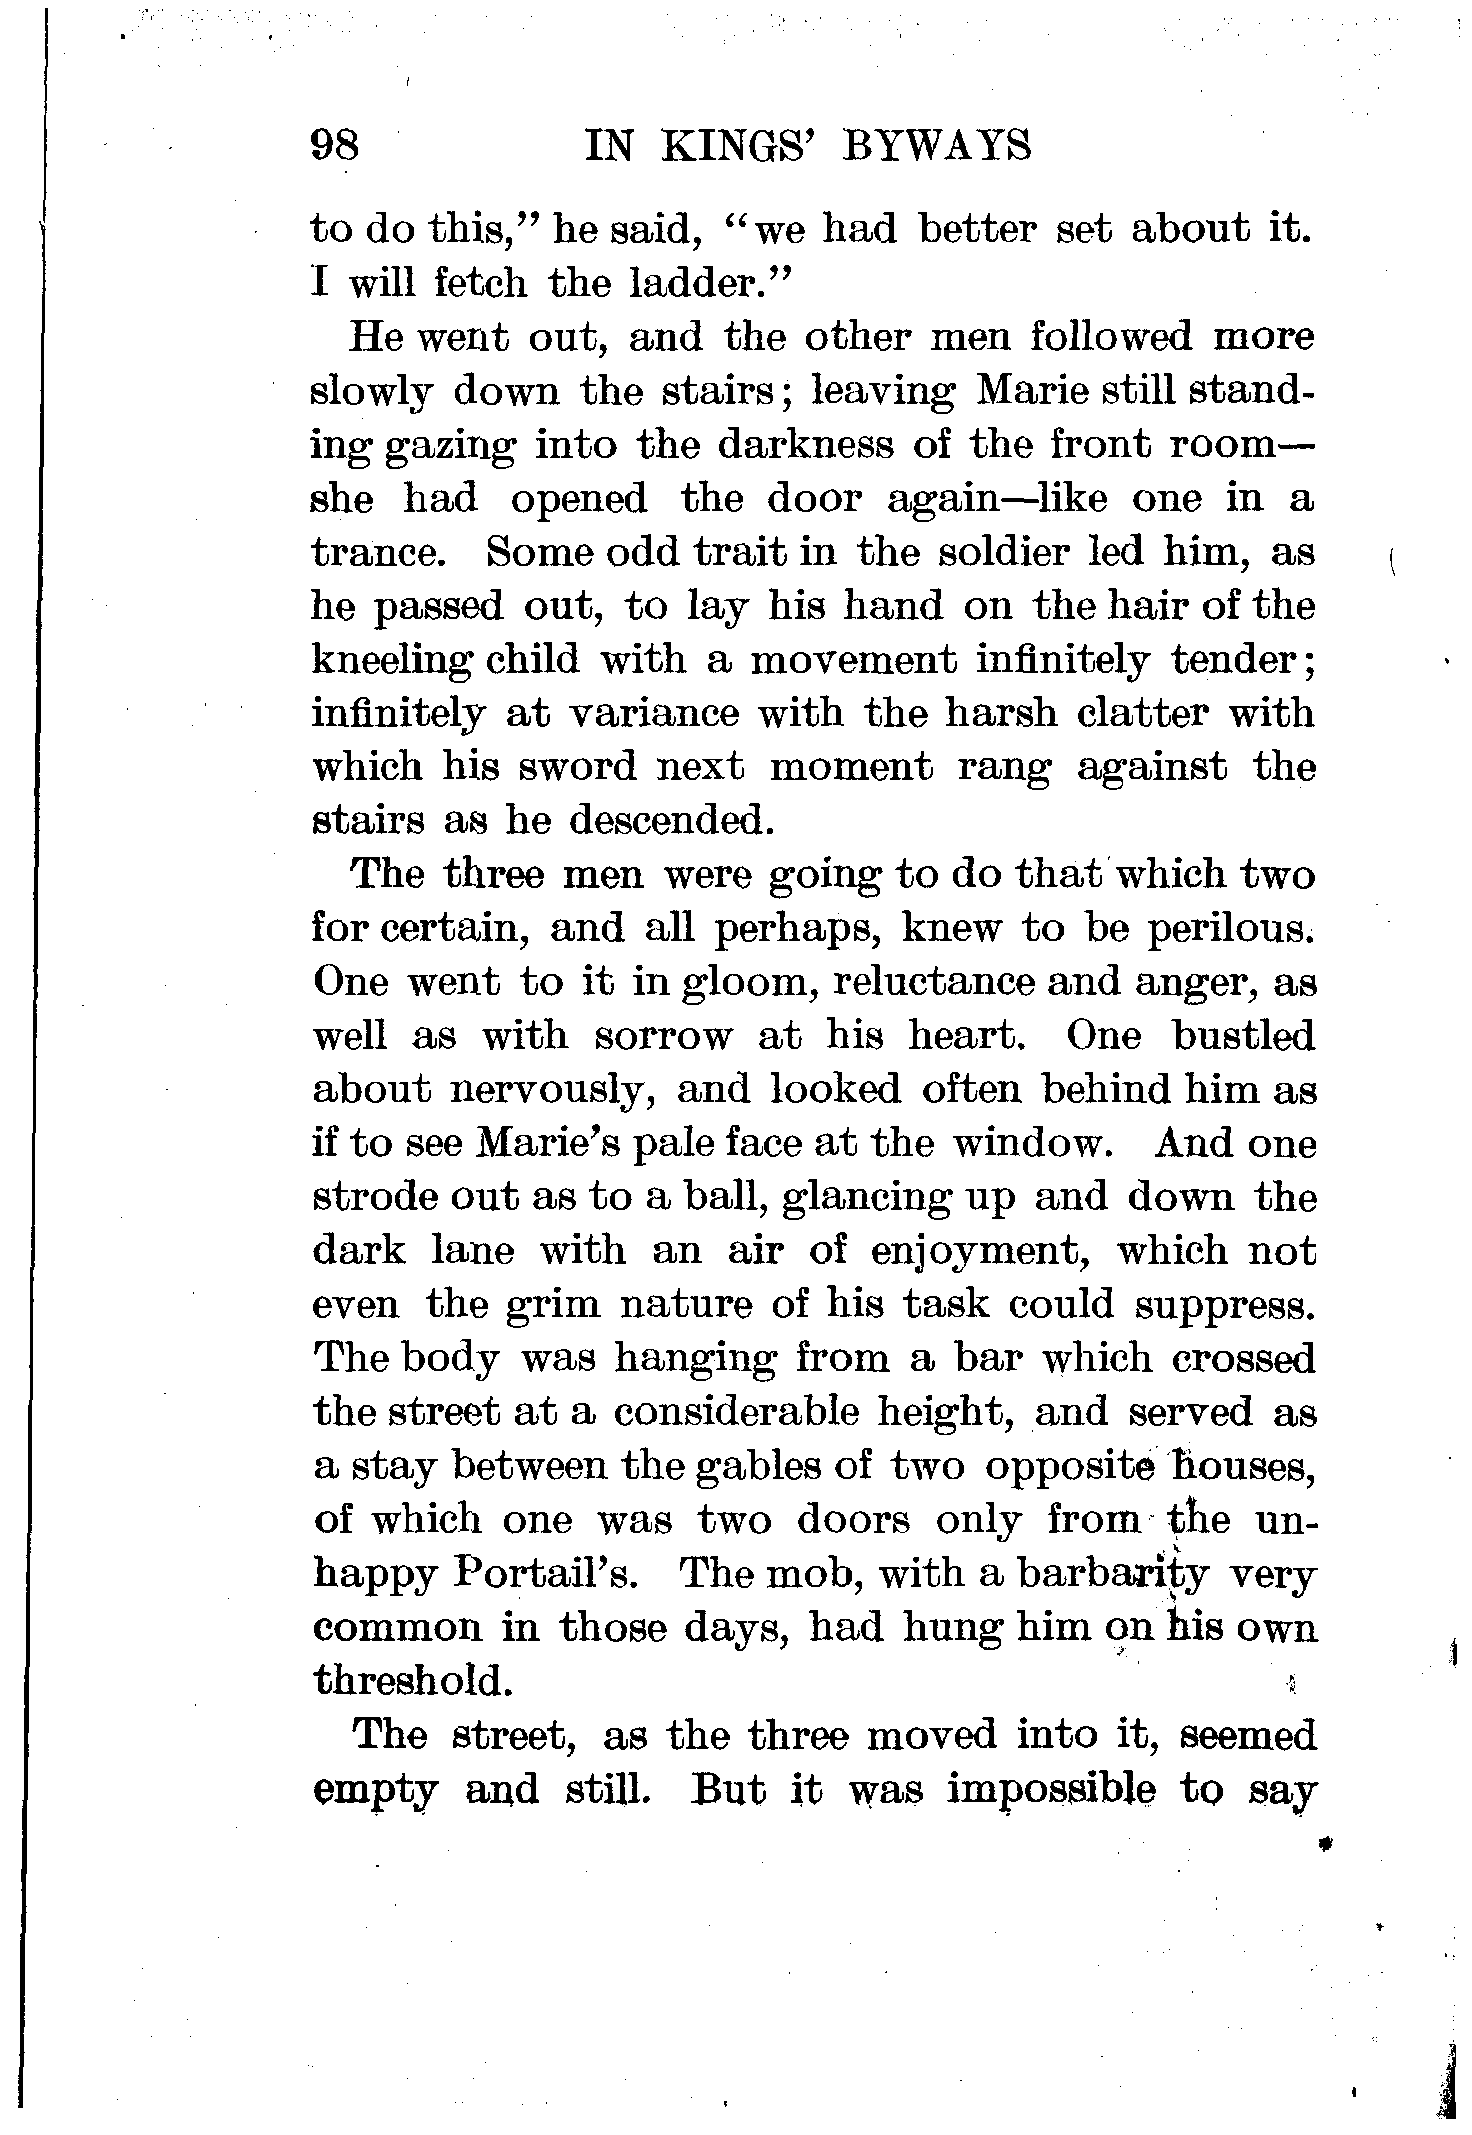 98 IN KINGS' BYWAYS
to do this," he said, "we had better set about it.
I will fetch the ladder."
He went out, and the other men followed more
slowly down the stairs; leaving Marie still stand-
ing gazing into the darkness of the front room—
she had opened the door again—like one in a
trance. Some odd trait in the soldier led him, as
he passed out, to lay his hand on the hair of the
kneeling child with a movement infinitely tender;
infinitely at variance with the harsh clatter with
which his sword next moment rang against the
stairs as he descended.
The three men were going to do that which two
for certain, and all perhaps, knew to be perilous.
One went to it in gloom, reluctance and anger, as
well as with sorrow at his heart. One bustled
about nervously, and looked often behind him as
if to see Marie's pale face at the window. And one
strode out as to a ball, glancing up and down the
dark lane with an air of enjoyment, which not
even the grim nature of his task could suppress.
The body was hanging from a bar which crossed
the street at a considerable height, and served as
a stay between the gables of two opposite houses,
of which one was two doors only from the un-
happy Portail's. The mob, with a barbarity very
common in those days, had hung him on his own
threshold.
The street, as the three moved into it, seemed
empty and still. But it was impossible to say